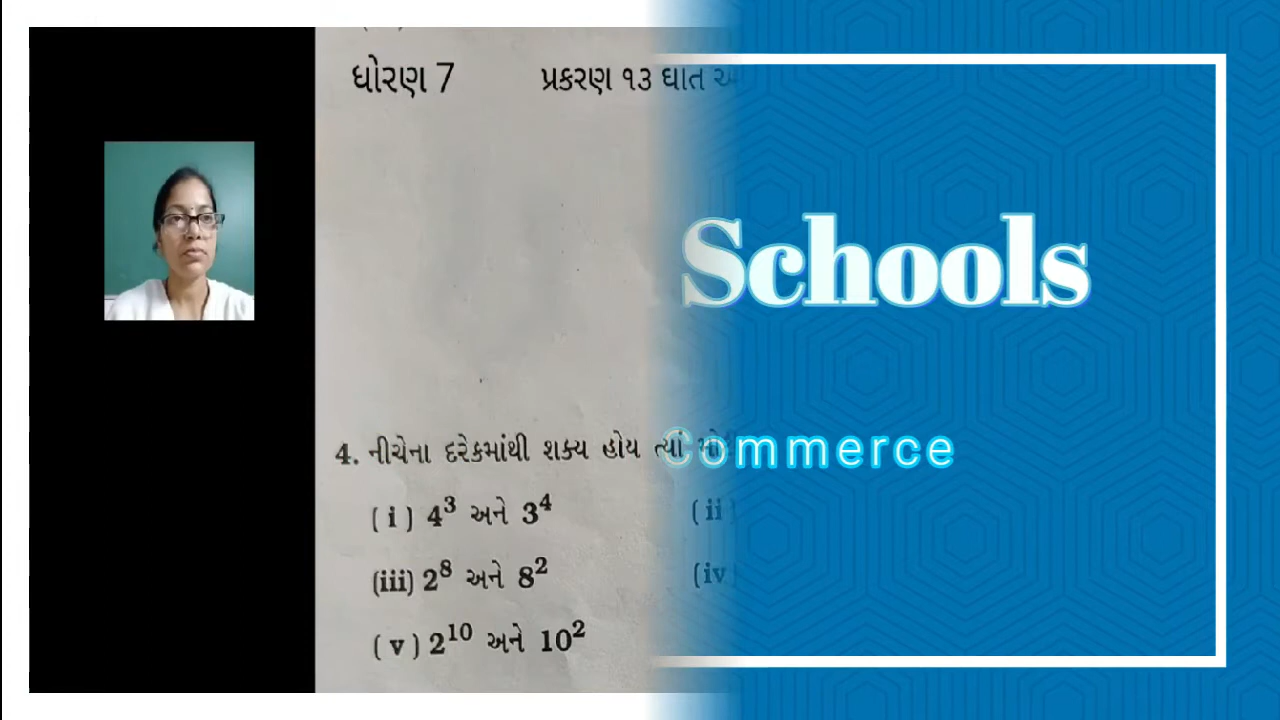 ધોરણ 7 પ્રકરણ ૧૩ ઘાત
Schools
4. નીચેના દરેકમાંથી શક્ય હોય ત્યાં
Commerce
( i ) 4³ અને 3⁴ ( ii )
(iii) 2⁸ અને 8² (iv)
( v ) 2¹⁰ અને 10²